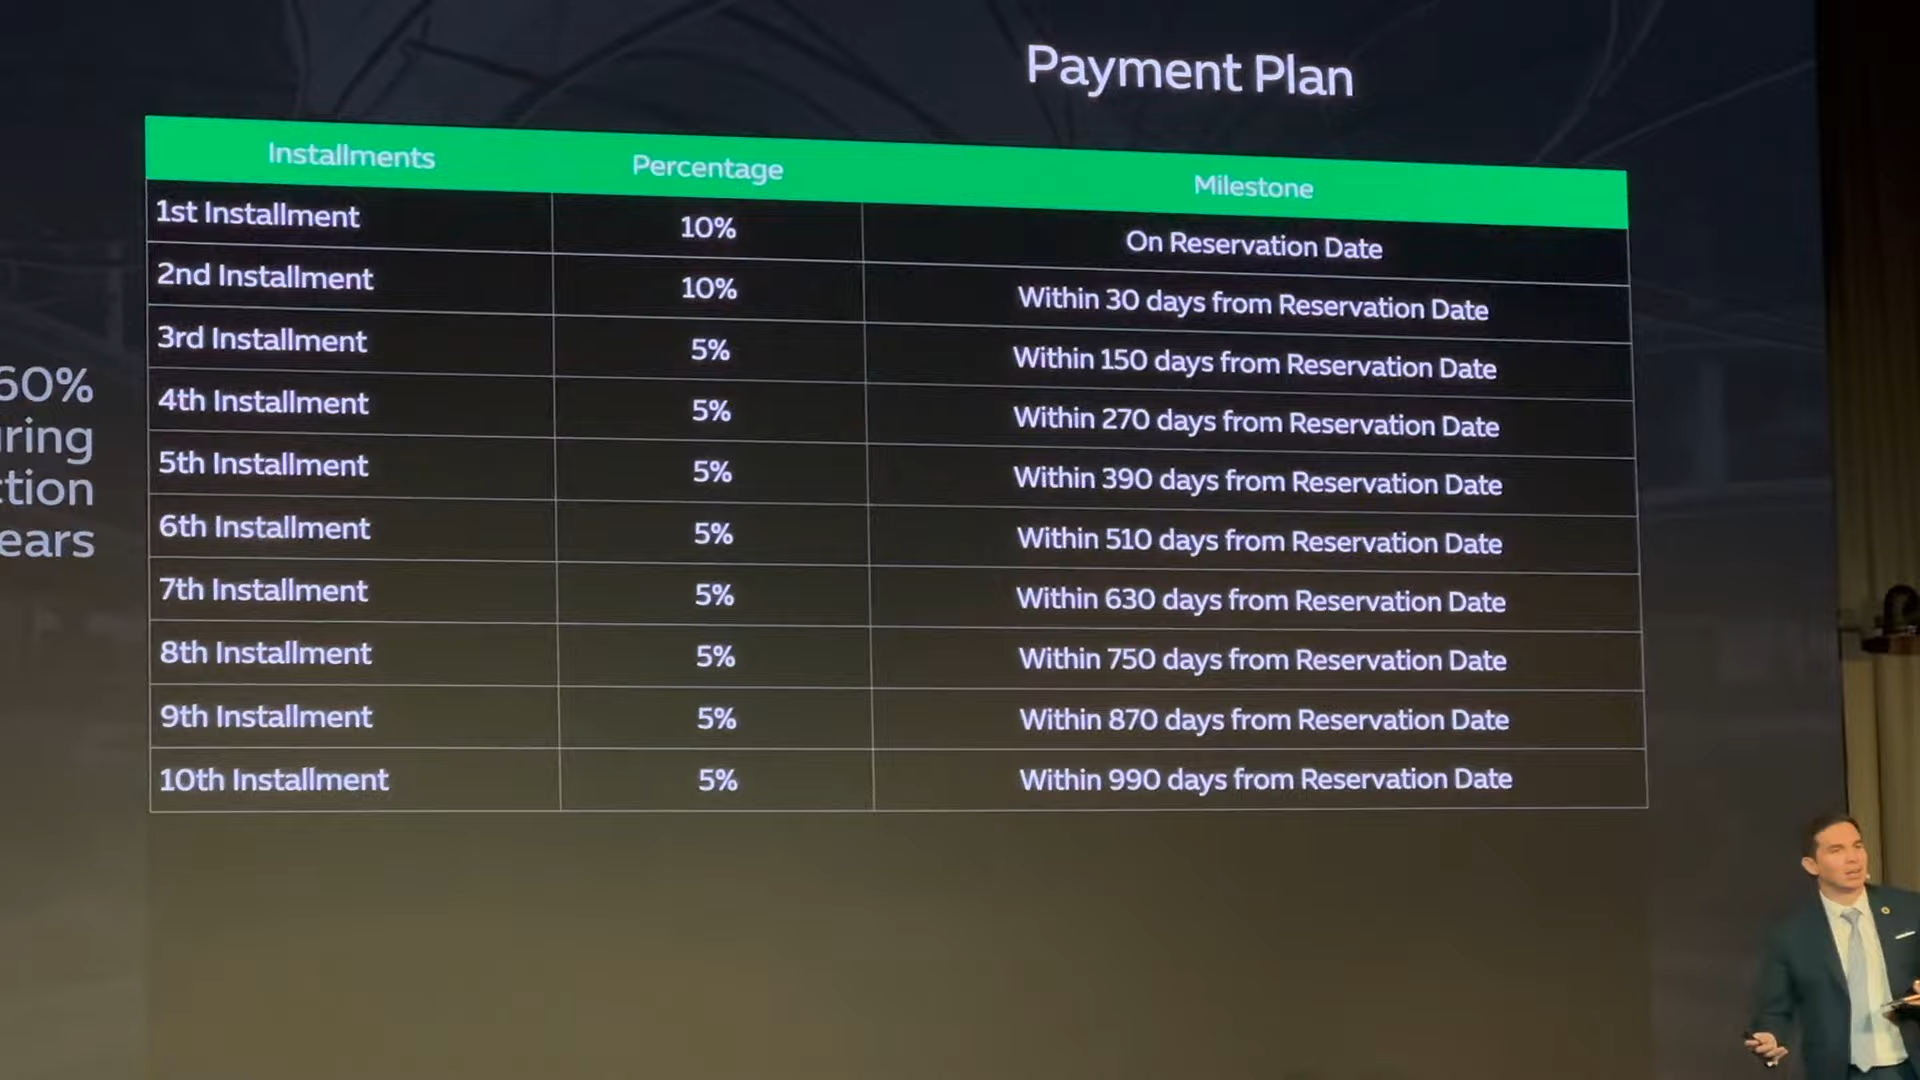 Payment Plan
Installments Percentage Milestone
1st Installment 10% On Reservation Date
2nd Installment 10% Within 30 days from Reservation Date
3rd Installment 5% Within 150 days from Reservation Date
4th Installment 5% Within 270 days from Reservation Date
5th Installment 5% Within 390 days from Reservation Date
6th Installment 5% Within 510 days from Reservation Date
7th Installment 5% Within 630 days from Reservation Date
8th Installment 5% Within 750 days from Reservation Date
9th Installment 5% Within 870 days from Reservation Date
10th Installment 5% Within 990 days from Reservation Date
60%